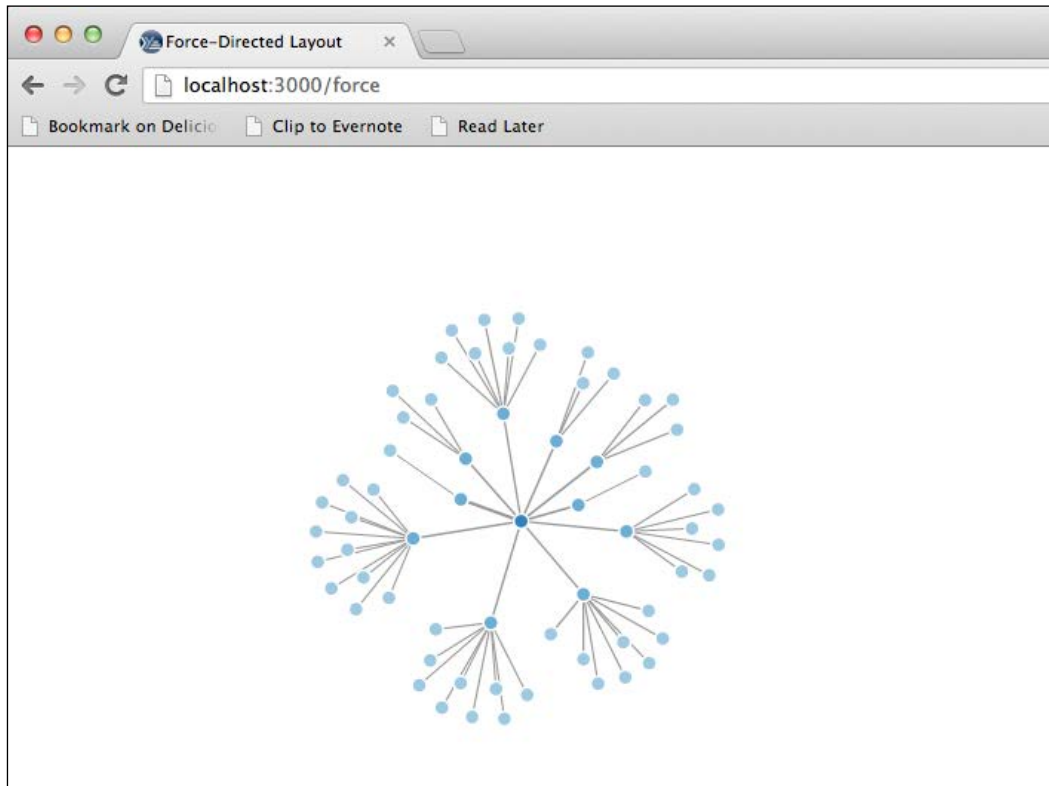 Force-Directed Layout
localhost:3000/force
Bookmark on Delicio
Clip to Evernote
Read Later